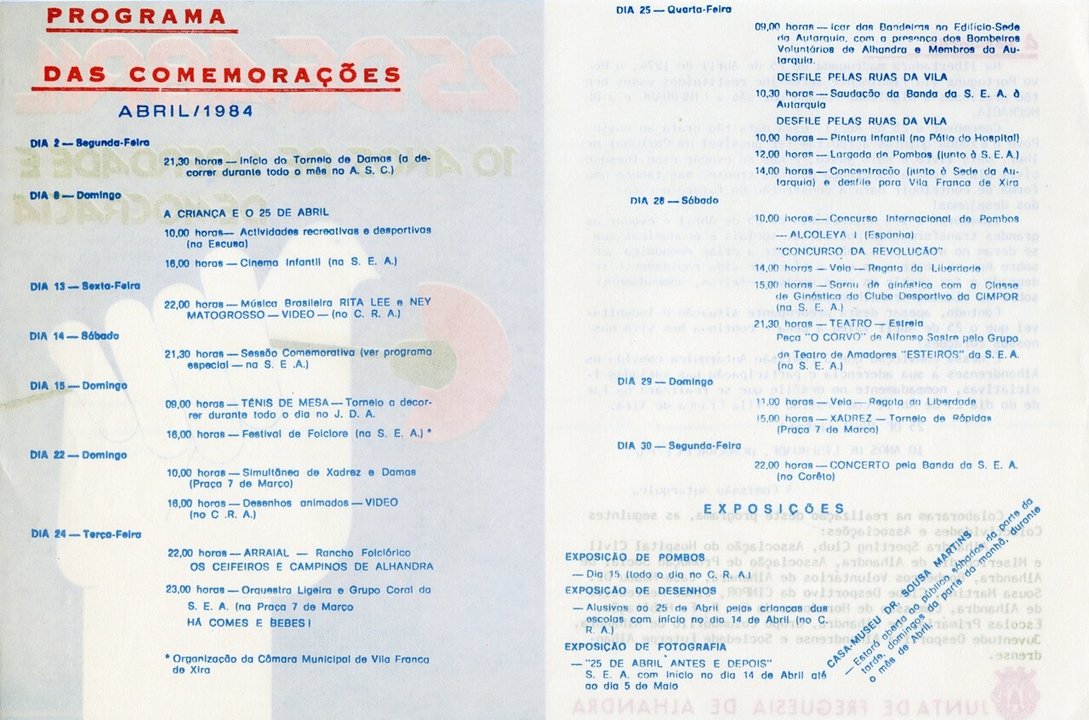 PROGRAMA
DAS COMEMORAÇÕES
ABRIL/1984
DIA 2 — Segunda-Feira
21,30 horas — Início do Torneio de Damas (a de-
correr durante todo o mês no A. S. C.)
DIA 8 — Domingo
A CRIANÇA E O 25 DE ABRIL
10,00 horas — Actividades recreativas e desportivas
(na Escusa)
16,00 horas — Cinema Infantil (na S. E. A.)
DIA 13 — Sexta-Feira
22,00 horas — Música Brasileira RITA LEE e NEY
MATOGROSSO — VIDEO — (no C. R. A.)
DIA 14 — Sábado
21,30 horas — Sessão Comemorativa (ver programa
especial — na S. E .A.)
DIA 15 — Domingo
09,00 horas — TÉNIS DE MESA — Torneio a decor-
rer durante todo o dia no J. D. A.
16,00 horas — Festival de Folclore (na S. E. A.) *
DIA 22 — Domingo
10,00 horas — Simultânea de Xadrez e Damas
(Praça 7 de Março)
16,00 horas — Desenhos animados — VIDEO
(no C .R. A.)
DIA 24 — Terça-Feira
22,00 horas — ARRAIAL — Rancho Folclórico
OS CEIFEIROS E CAMPINOS DE ALHANDRA
23,00 horas — Orquestra Ligeira e Grupo Coral da
S. E. A. (na Praça 7 de Março
HÁ COMES E BEBES!
* Organização da Câmara Municipal de Vila Franca
de Xira
DIA 25 — Quarta-Feira
09,00 horas — Içar das Bandeiras no Edifício-Sede
da Autarquia, com a presença dos Bombeiros
Voluntários de Alhandra e Membros da Au-
tarquia.
DESFILE PELAS RUAS DA VILA
10,30 horas — Saudação da Banda da S. E. A. à
Autarquia
DESFILE PELAS RUAS DA VILA
10,00 horas — Pintura Infantil (no Pátio do Hospital)
12,00 horas — Largada de Pombos (junto à S. E. A.)
14,00 horas — Concentração (junto à Sede da Au-
tarquia) e desfile para Vila Franca de Xira
DIA 28 — Sábado
10,00 horas — Concurso Internacional de Pombos
— ALCOLEYA I (Espanha)
"CONCURSO DA REVOLUÇÃO"
14,00 horas — Vela — Regata da Liberdade
15,00 horas — Sarau de ginástica com a Classe
de Ginástica do Clube Desportivo da CIMPOR
(na S. E. A.)
21,30 horas — TEATRO — Estreia
Peça "O CORVO" de Alfonso Sastre pelo Grupo
de Teatro de Amadores "ESTEIROS" da S. E. A.
(na S. E. A.)
DIA 29 — Domingo
11,00 horas — Vela — Regata da Liberdade
15,00 horas — XADREZ — Torneio de Rápidas
(Praça 7 de Março)
DIA 30 — Segunda-Feira
22,00 horas — CONCERTO pela Banda da S. E. A.
(no Corêto)
EXPOSIÇÕES
EXPOSIÇÃO DE POMBOS
— Dia 15 (todo o dia no C. R. A.)
EXPOSIÇÃO DE DESENHOS
— Alusivos ao 25 de Abril pelas crianças das
escolas com início no dia 14 de Abril (no C.
R. A.)
EXPOSIÇÃO DE FOTOGRAFIA
— "25 DE ABRIL ANTES E DEPOIS"
S. E. A. com início no dia 14 de Abril até
ao dia 5 de Maio
CASA-MUSEU DR. SOUSA MARTINS
— Estará aberta ao público sábados da parte da
tarde, domingos da parte da manhã, durante
o mês de Abril.